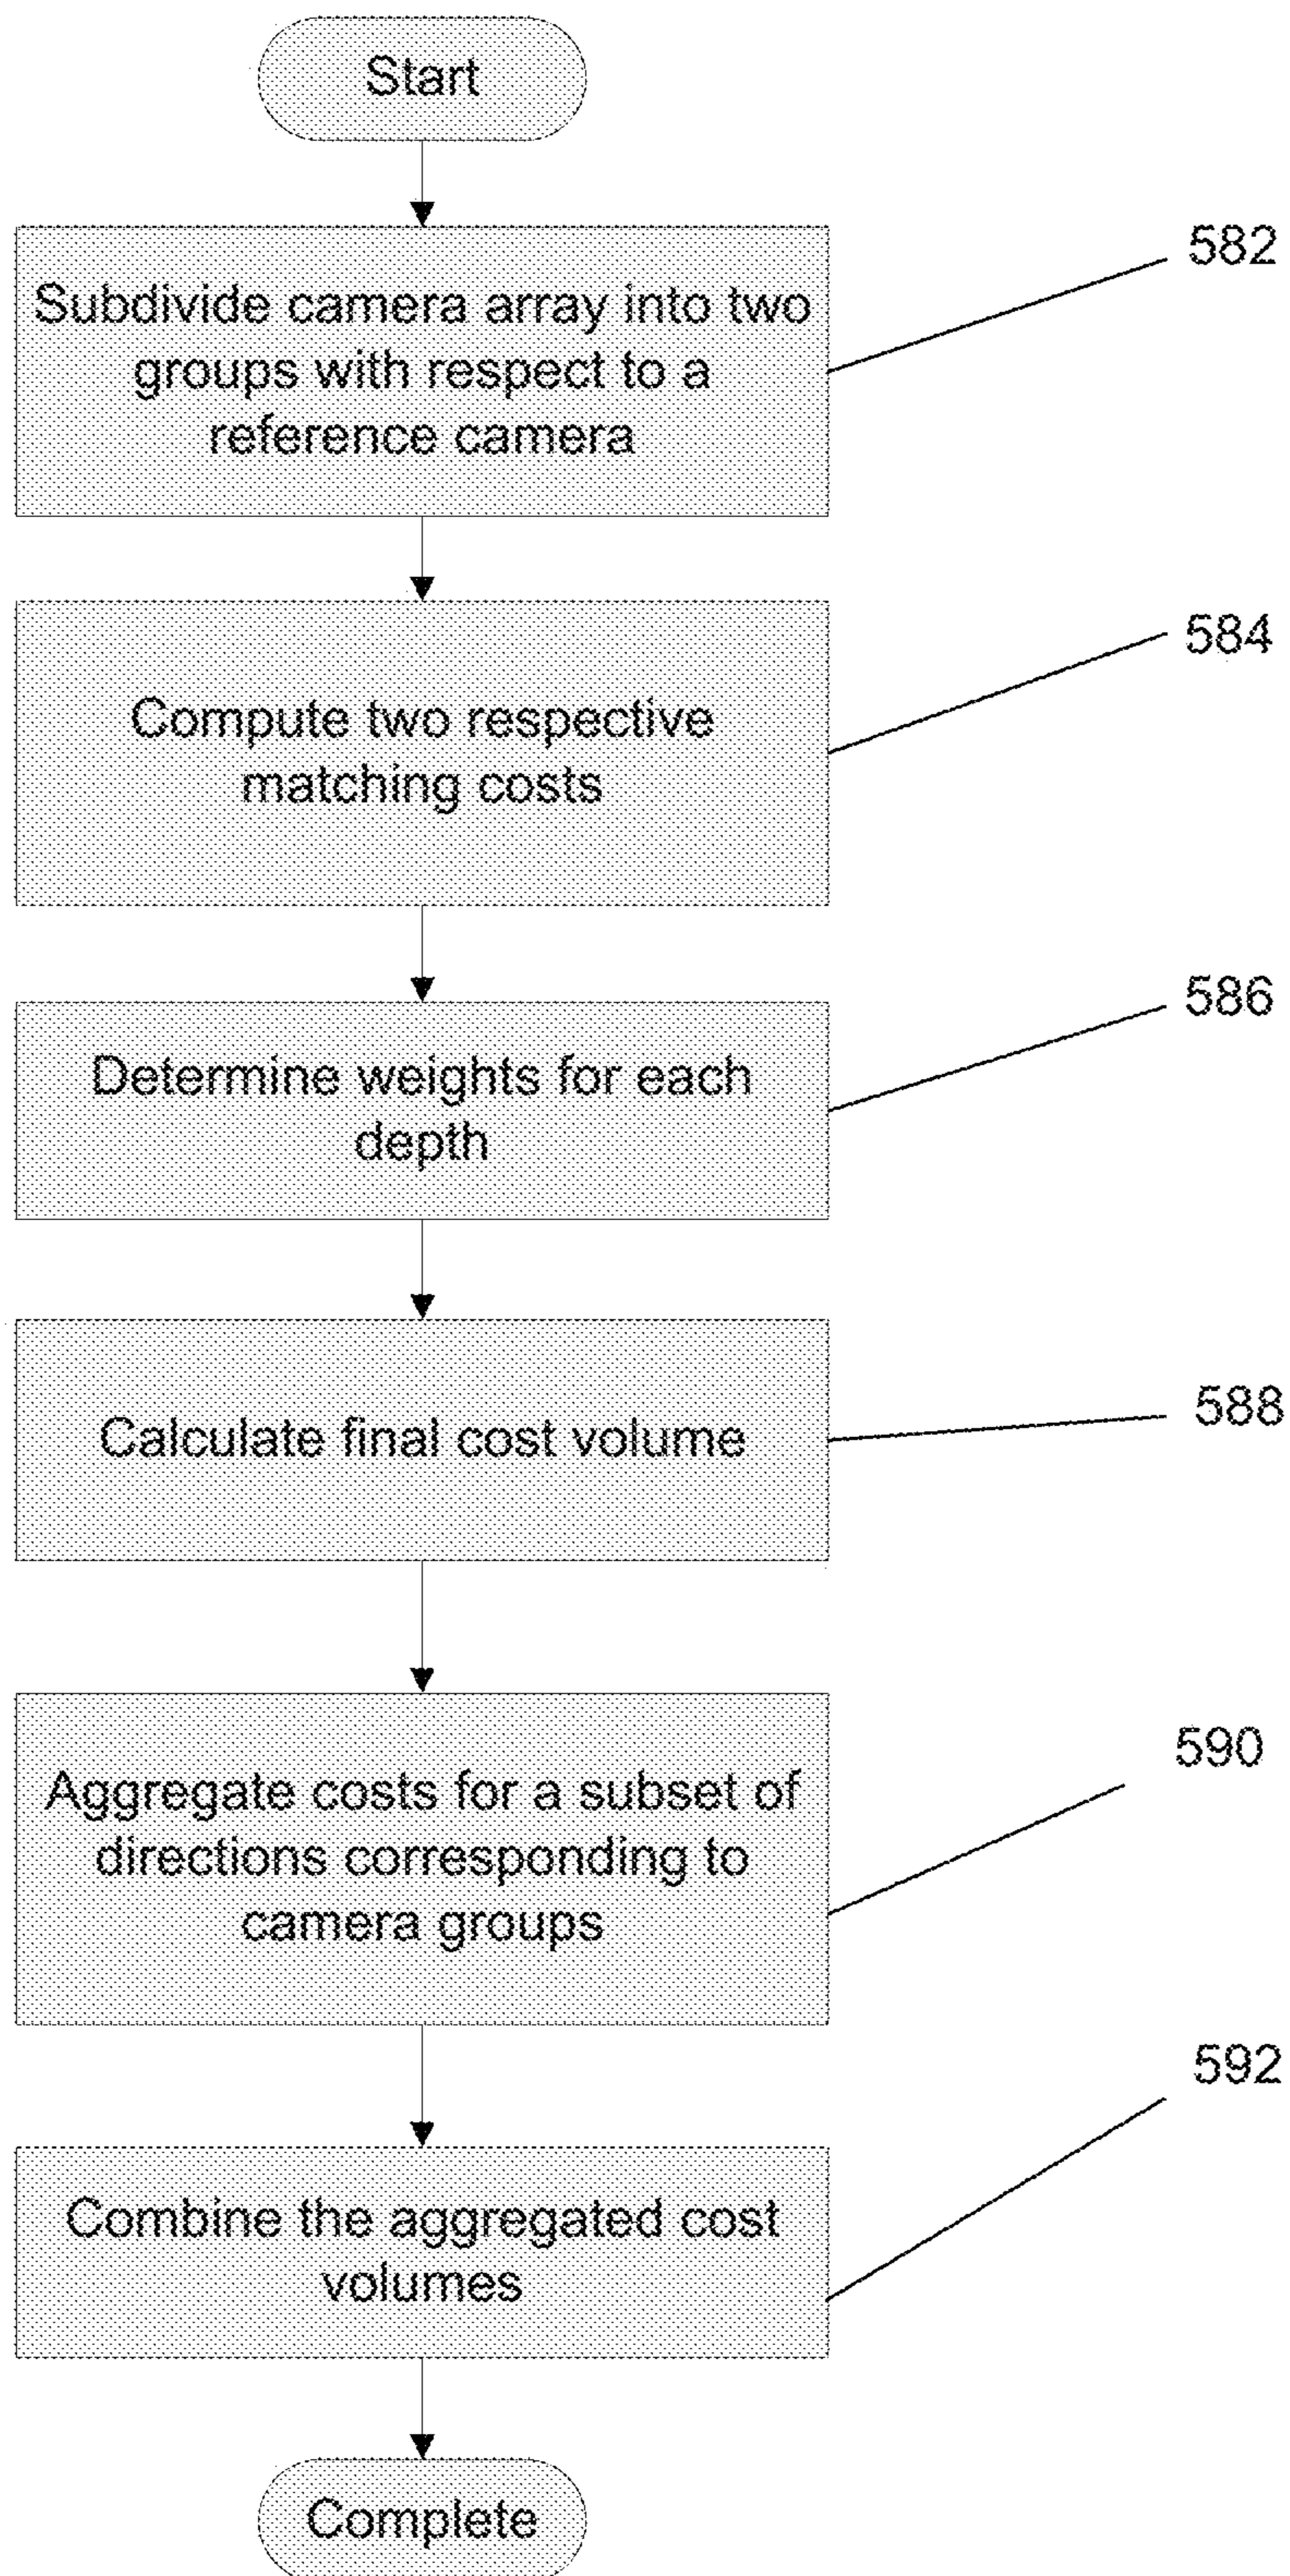 Start
Subdivide camera array into two
groups with respect to a
reference camera
582
Compute two respective
matching costs
584
Determine weights for each
depth
586
Calculate final cost volume
588
Aggregate costs for a subset of
directions corresponding to
camera groups
590
Combine the aggregated cost
volumes
592
Complete